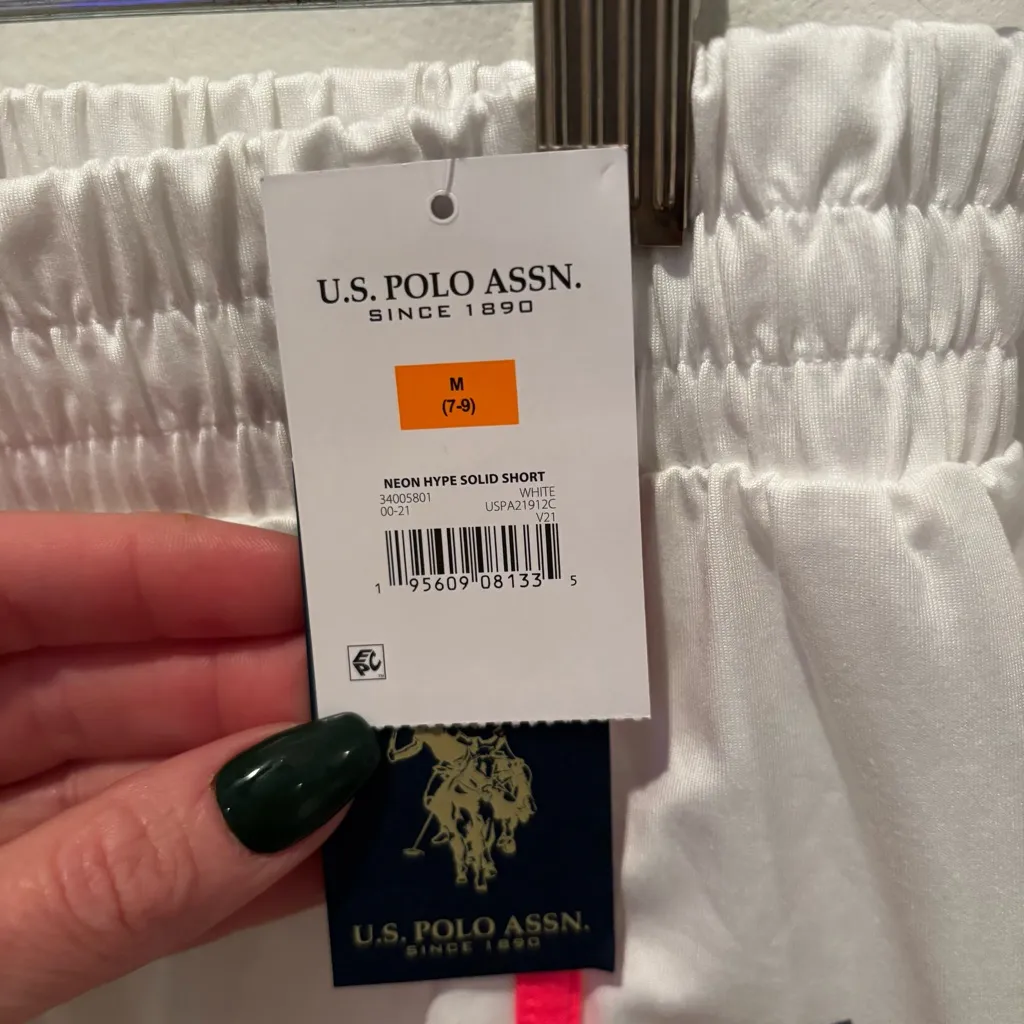 U.S. POLO ASSN.
SINCE 1890
M
(7-9)
NEON HYPE SOLID SHORT
34005801 WHITE
00-21 USPA21912C
V21
1 95609 08133 5
EPC
U.S. POLO ASSN.
SINCE 1890